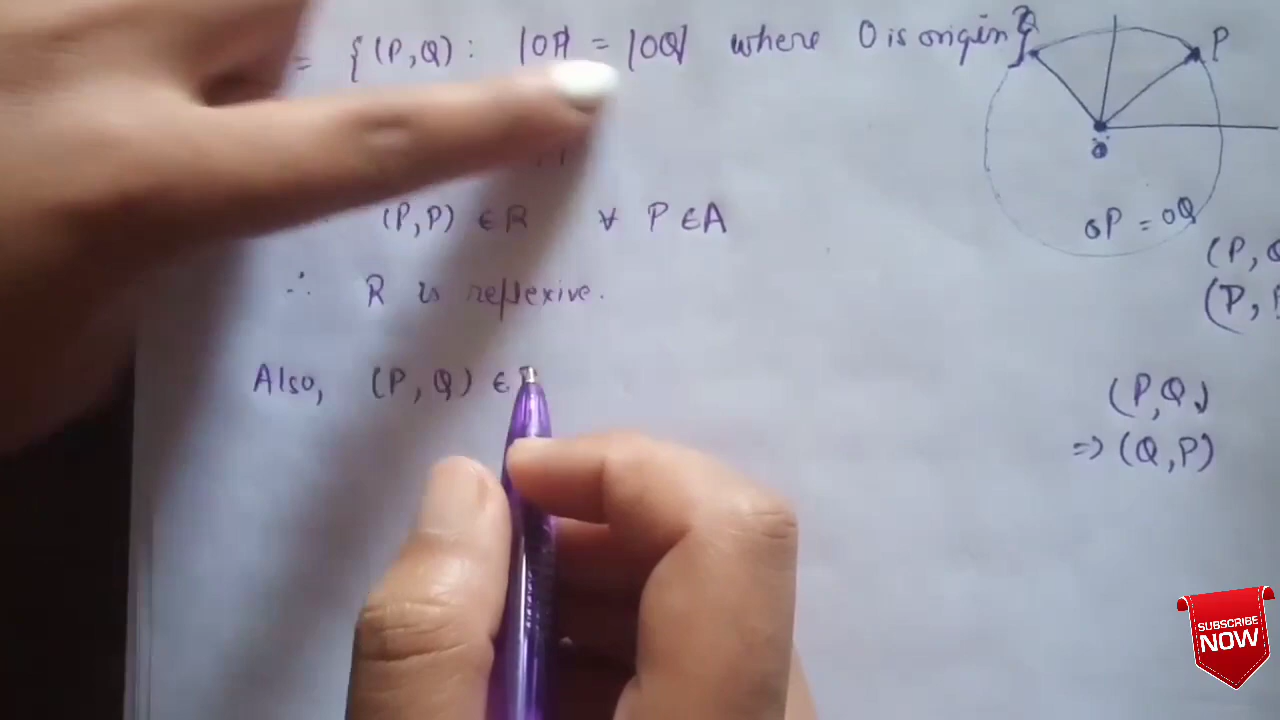 = {(P,Q) : |OP| = |OQ| where O is origin}
(P,P) ∈ R ∀ P ∈ A
∴ R is reflexive.
Also, (P,Q) ∈
Q
P
O
OP = OQ
(P,
(P,
(P,Q)
=> (Q,P)
SUBSCRIBE
NOW